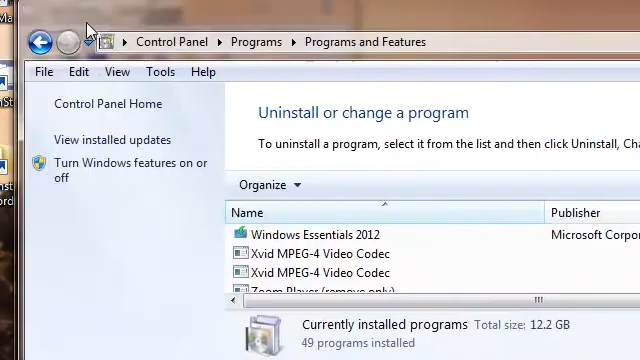 Control Panel Programs Programs and Features
File Edit View Tools Help
Control Panel Home
View installed updates
Turn Windows features on or
off
Uninstall or change a program
To uninstall a program, select it from the list and then click Uninstall, Cha
Organize
Name Publisher
Windows Essentials 2012 Microsoft Corpor
Xvid MPEG-4 Video Codec
Xvid MPEG-4 Video Codec
Zoom Player (remove only)
Currently installed programs Total size: 12.2 GB
49 programs installed